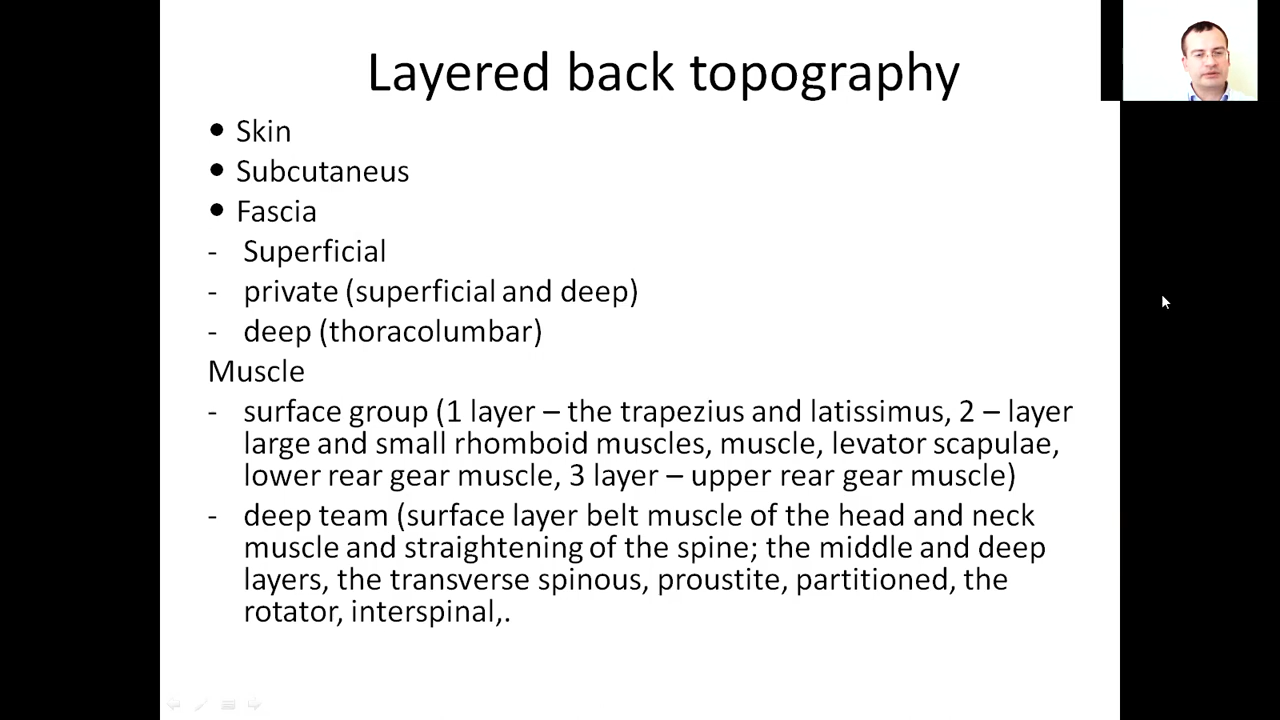 Layered back topography
• Skin
• Subcutaneus
• Fascia
- Superficial
- private (superficial and deep)
- deep (thoracolumbar)
Muscle
- surface group (1 layer – the trapezius and latissimus, 2 – layer
large and small rhomboid muscles, muscle, levator scapulae,
lower rear gear muscle, 3 layer – upper rear gear muscle)
- deep team (surface layer belt muscle of the head and neck
muscle and straightening of the spine; the middle and deep
layers, the transverse spinous, proustite, partitioned, the
rotator, interspinal,.